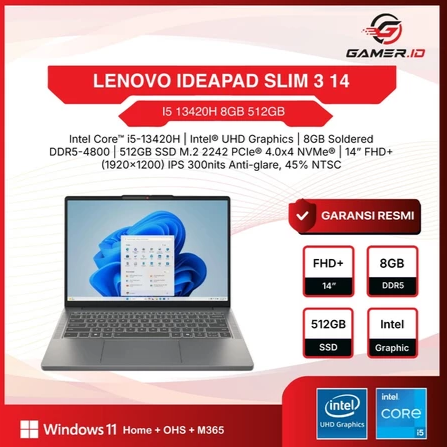 GAMER.ID
LENOVO IDEAPAD SLIM 3 14
I5 13420H 8GB 512GB
Intel Core™ i5-13420H | Intel® UHD Graphics | 8GB Soldered
DDR5-4800 | 512GB SSD M.2 2242 PCIe® 4.0x4 NVMe® | 14" FHD+
(1920×1200) IPS 300nits Anti-glare, 45% NTSC
GARANSI RESMI
FHD+
14"
8GB
DDR5
512GB
SSD
Intel
Graphic
Windows 11 Home + OHS + M365
intel
UHD Graphics
intel
CORE
i5